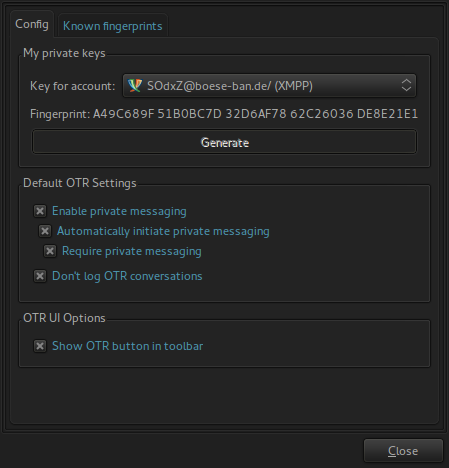 Config Known fingerprints
My private keys
Key for account: SOdxZ@boese-ban.de/ (XMPP)
Fingerprint: A49C689F 51B0BC7D 32D6AF78 62C26036 DE8E21E1
Generate
Default OTR Settings
Enable private messaging
Automatically initiate private messaging
Require private messaging
Don't log OTR conversations
OTR UI Options
Show OTR button in toolbar
Close